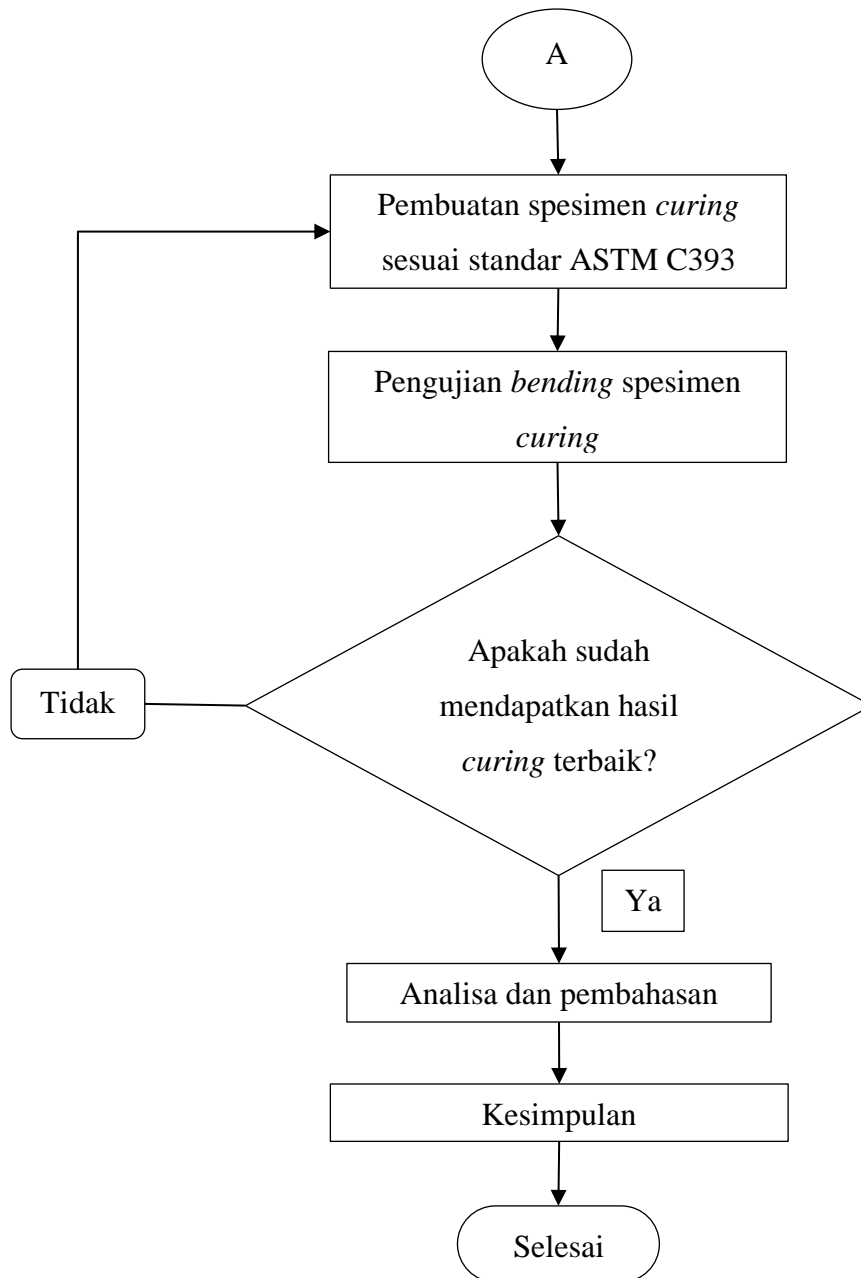 A
Pembuatan spesimen curing
sesuai standar ASTM C393
Pengujian bending spesimen
curing
Apakah sudah
mendapatkan hasil
curing terbaik?
Tidak
Ya
Analisa dan pembahasan
Kesimpulan
Selesai